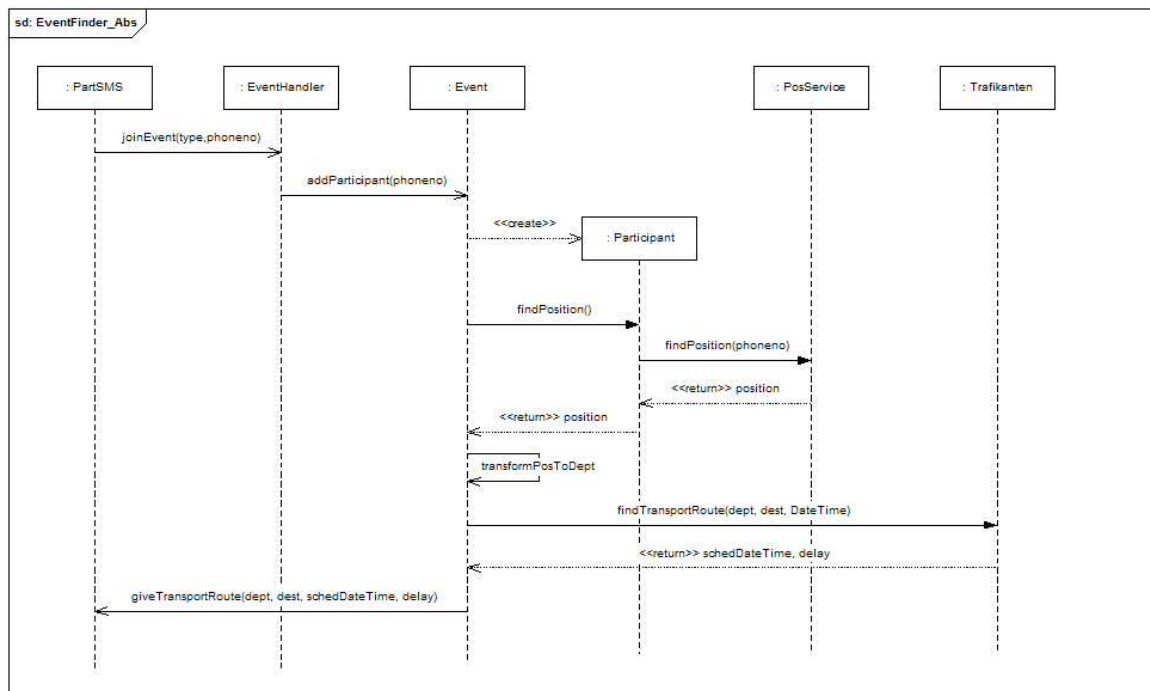 sd: EventFinder_Abs
: PartSMS
: EventHandler
: Event
: PosService
: Trafikanten
joinEvent(type,phoneno)
addParticipant(phoneno)
<<create>>
: Participant
findPosition()
findPosition(phoneno)
<<return>> position
<<return>> position
transformPosToDept
findTransportRoute(dept, dest, DateTime)
<<return>> schedDateTime, delay
giveTransportRoute(dept, dest, schedDateTime, delay)